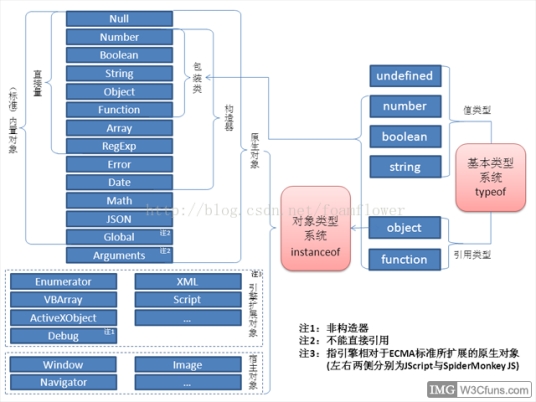 Null
Number
Boolean
String
Object
Function
Array
RegExp
Error
Date
Math
JSON
Global 注2
Arguments 注2
(标准)内置对象
直接量
包装类
构造器
原生对象
undefined
number
boolean
string
object
function
值类型
引用类型
基本类型
系统
typeof
对象类型
系统
instanceof
http://blog.csdn.net/foamflower
Enumerator
XML
VBArray
Script
ActiveXObject
...
Debug 注1
...
引擎扩展对象
Window
Image
Navigator
...
宿主对象
注1：非构造器
注2：不能直接引用
注3：指引擎相对于ECMA标准所扩展的原生对象
(左右两侧分别为JScript与SpiderMonkey JS)
IMG W3Cfuns.com